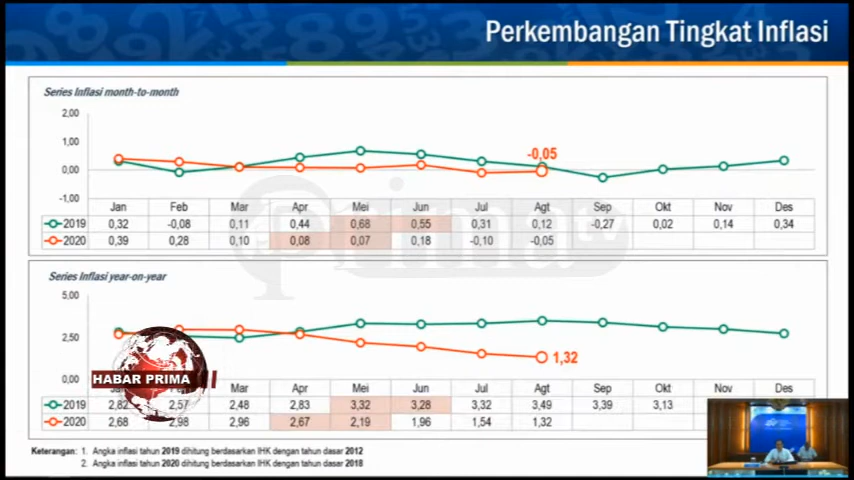 Perkembangan Tingkat Inflasi
Series Inflasi month-to-month
2,00
1,00
0,00
-1,00
-0,05
Jan Feb Mar Apr Mei Jun Jul Agt Sep Okt Nov Des
2019 0,32 -0,08 0,11 0,44 0,68 0,55 0,31 0,12 -0,27 0,02 0,14 0,34
2020 0,39 0,28 0,10 0,08 0,07 0,18 -0,10 -0,05
Prima tv
Series Inflasi year-on-year
5,00
2,50
0,00
1,32
HABAR PRIMA
Mar Apr Mei Jun Jul Agt Sep Okt Nov Des
2019 2,82 2,57 2,48 2,83 3,32 3,28 3,32 3,49 3,39 3,13
2020 2,68 2,98 2,96 2,67 2,19 1,96 1,54 1,32
Keterangan: 1. Angka inflasi tahun 2019 dihitung berdasarkan IHK dengan tahun dasar 2012
2. Angka inflasi tahun 2020 dihitung berdasarkan IHK dengan tahun dasar 2018